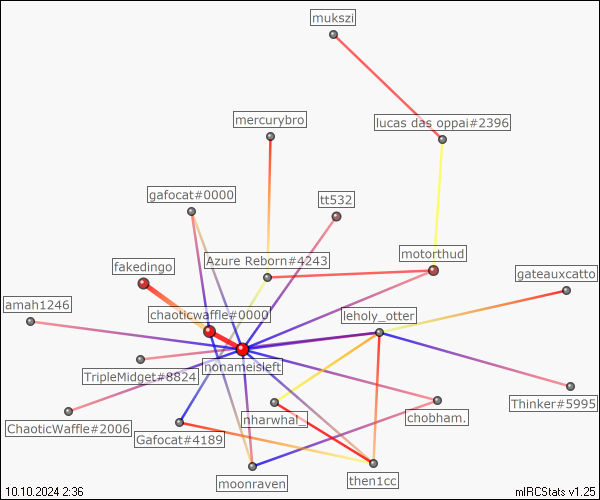 mukszi
mercurybro
lucas das oppai#2396
gafocat#0000
tt532
motorthud
Azure Reborn#4243
fakedingo
gateauxcatto
amah1246
chaoticwaffle#0000
leholy_otter
nonameisleft
TripleMidget#8824
Thinker#5995
ChaoticWaffle#2006
nharwhal_
chobham.
Gafocat#4189
moonraven
then1cc
10.10.2024 2:36
mIRCStats v1.25